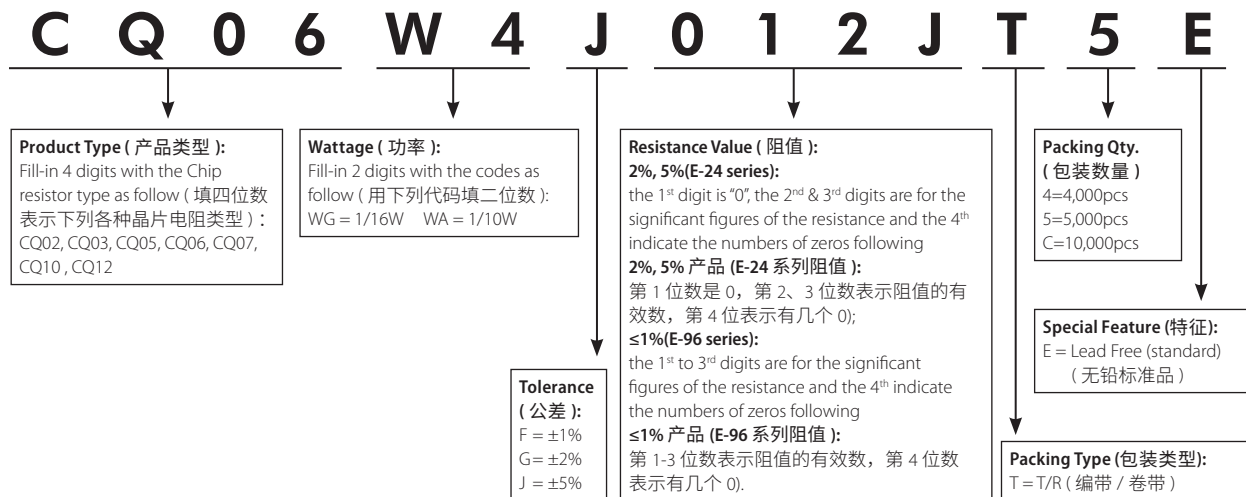 C Q 0 6 W 4 J 0 1 2 J T 5 E
Product Type ( 产品类型 ):
Fill-in 4 digits with the Chip
resistor type as follow ( 填四位数
表示下列各种晶片电阻类型 ) :
CQ02, CQ03, CQ05, CQ06, CQ07,
CQ10 , CQ12
Wattage ( 功率 ):
Fill-in 2 digits with the codes as
follow ( 用下列代码填二位数 ):
WG = 1/16W WA = 1/10W
Tolerance
( 公差 ):
F = ±1%
G= ±2%
J = ±5%
Resistance Value ( 阻值 ):
2%, 5%(E-24 series):
the 1st digit is “0”, the 2nd & 3rd digits are for the
significant figures of the resistance and the 4th
indicate the numbers of zeros following
2%, 5% 产品 (E-24 系列阻值 ):
第 1 位数是 0，第 2、3 位数表示阻值的有
效数，第 4 位表示有几个 0);
≤1%(E-96 series):
the 1st to 3rd digits are for the significant
figures of the resistance and the 4th indicate
the numbers of zeros following
≤1% 产品 (E-96 系列阻值 ):
第 1-3 位数表示阻值的有效数，第 4 位数
表示有几个 0).
Packing Type (包装类型):
T = T/R ( 编带 / 卷带 )
Packing Qty.
( 包装数量 )
4=4,000pcs
5=5,000pcs
C=10,000pcs
Special Feature (特征):
E = Lead Free (standard)
( 无铅标准品 )